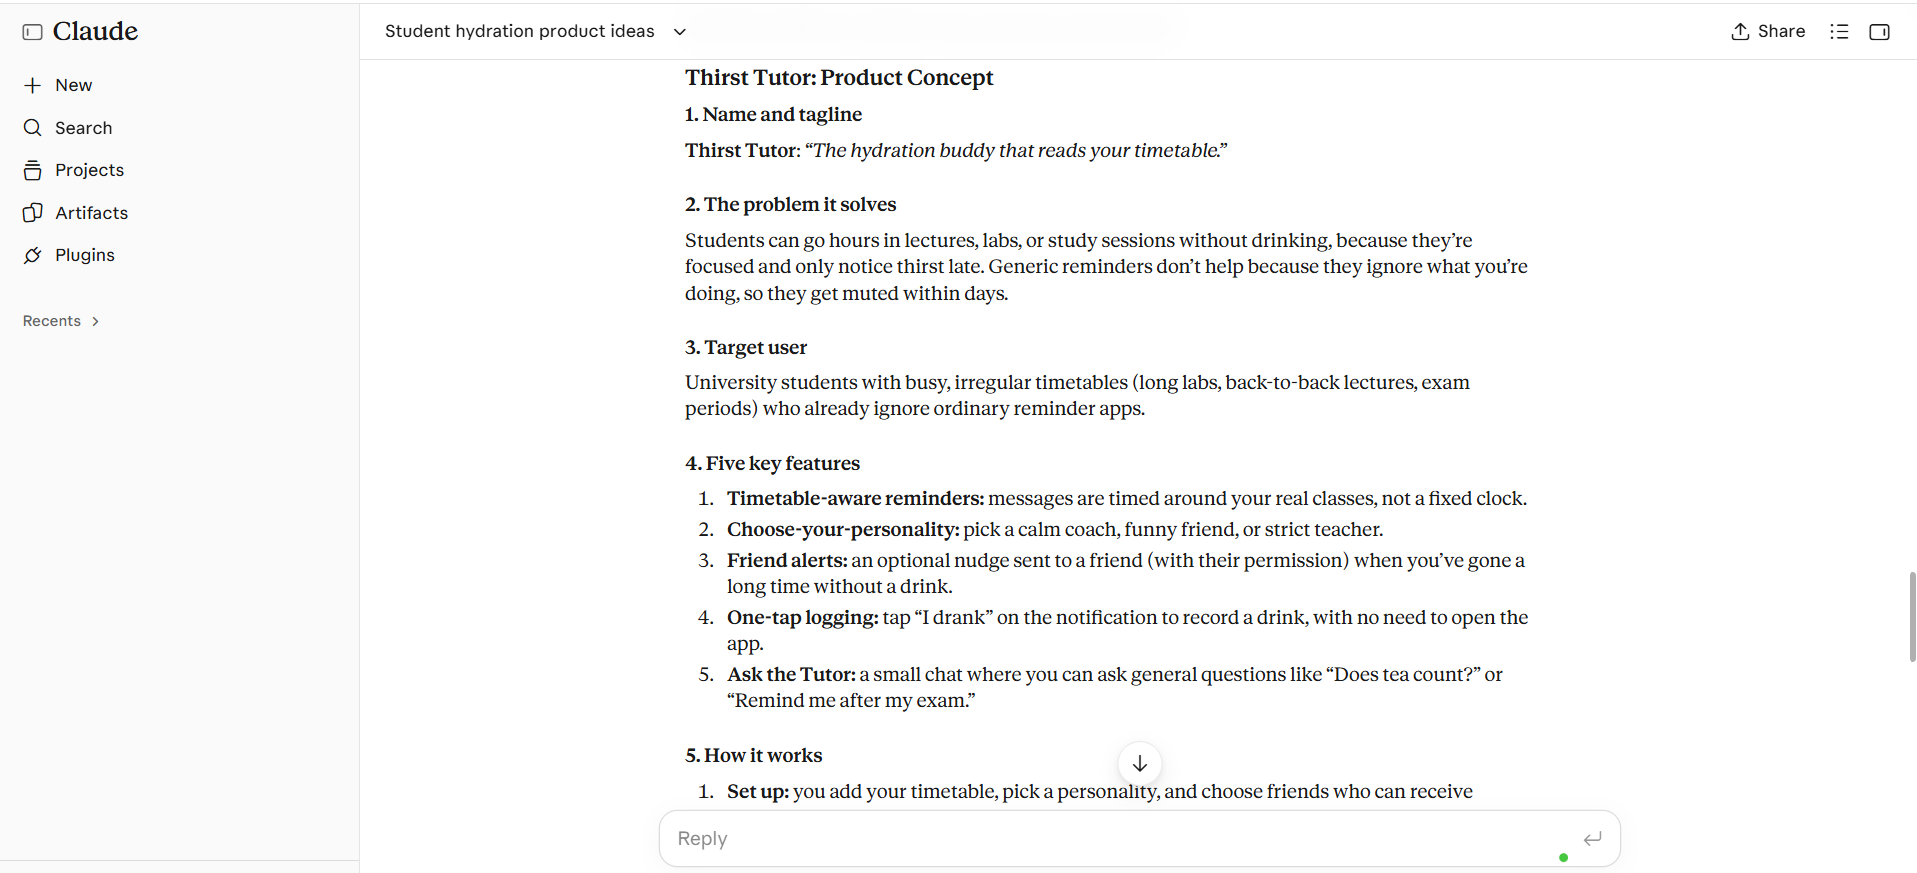 Claude
New
Search
Projects
Artifacts
Plugins
Recents
Student hydration product ideas
Share
Thirst Tutor: Product Concept
1. Name and tagline
Thirst Tutor: “The hydration buddy that reads your timetable.”
2. The problem it solves
Students can go hours in lectures, labs, or study sessions without drinking, because they’re
focused and only notice thirst late. Generic reminders don’t help because they ignore what you’re
doing, so they get muted within days.
3. Target user
University students with busy, irregular timetables (long labs, back-to-back lectures, exam
periods) who already ignore ordinary reminder apps.
4. Five key features
1. Timetable-aware reminders: messages are timed around your real classes, not a fixed clock.
2. Choose-your-personality: pick a calm coach, funny friend, or strict teacher.
3. Friend alerts: an optional nudge sent to a friend (with their permission) when you’ve gone a
long time without a drink.
4. One-tap logging: tap “I drank” on the notification to record a drink, with no need to open the
app.
5. Ask the Tutor: a small chat where you can ask general questions like “Does tea count?” or
“Remind me after my exam.”
5. How it works
1. Set up: you add your timetable, pick a personality, and choose friends who can receive
Reply